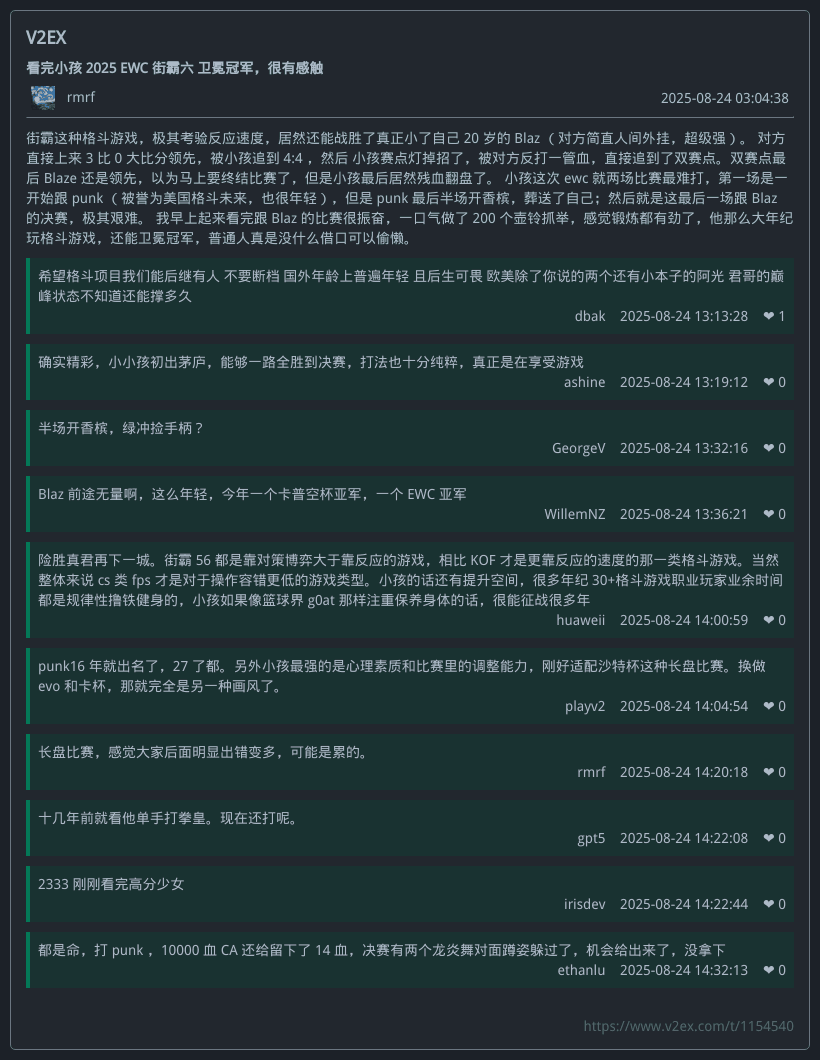 V2EX
看完小孩 2025 EWC 街霸六 卫冕冠军，很有感触
rmrf
2025-08-24 03:04:38
街霸这种格斗游戏，极其考验反应速度，居然还能战胜了真正小了自己 20 岁的 Blaz （ 对方简直人间外挂，超级强 ）。 对方
直接上来 3 比 0 大比分领先，被小孩追到 4:4 ，然后 小孩赛点灯掉招了，被对方反打一管血，直接追到了双赛点。双赛点最
后 Blaze 还是领先，以为马上要终结比赛了，但是小孩最后居然残血翻盘了。 小孩这次 ewc 就两场比赛最难打，第一场是一
开始跟 punk （ 被誉为美国格斗未来，也很年轻 ），但是 punk 最后半场开香槟，葬送了自己；然后就是这最后一场跟 Blaz
的决赛，极其艰难。 我早上起来看完跟 Blaz 的比赛很振奋，一口气做了 200 个壶铃抓举，感觉锻炼都有劲了，他那么大年纪
玩格斗游戏，还能卫冕冠军，普通人真是没什么借口可以偷懒。
希望格斗项目我们能后继有人 不要断档 国外年龄上普遍年轻 且后生可畏 欧美除了你说的两个还有小本子的阿光 君哥的巅
峰状态不知道还能撑多久
dbak 2025-08-24 13:13:28 ❤ 1
确实精彩，小小孩初出茅庐，能够一路全胜到决赛，打法也十分纯粹，真正是在享受游戏
ashine 2025-08-24 13:19:12 ❤ 0
半场开香槟，绿冲捡手柄？
GeorgeV 2025-08-24 13:32:16 ❤ 0
Blaz 前途无量啊，这么年轻，今年一个卡普空杯亚军，一个 EWC 亚军
WillemNZ 2025-08-24 13:36:21 ❤ 0
险胜真君再下一城。街霸 56 都是靠对策博弈大于靠反应的游戏，相比 KOF 才是更靠反应的速度的那一类格斗游戏。当然
整体来说 cs 类 fps 才是对于操作容错更低的游戏类型。小孩的话还有提升空间，很多年纪 30+格斗游戏职业玩家业余时间
都是规律性撸铁健身的，小孩如果像篮球界 g0at 那样注重保养身体的话，很能征战很多年
huaweii 2025-08-24 14:00:59 ❤ 0
punk16 年就出名了，27 了都。另外小孩最强的是心理素质和比赛里的调整能力，刚好适配沙特杯这种长盘比赛。换做
evo 和卡杯，那就完全是另一种画风了。
playv2 2025-08-24 14:04:54 ❤ 0
长盘比赛，感觉大家后面明显出错变多，可能是累的。
rmrf 2025-08-24 14:20:18 ❤ 0
十几年前就看他单手打拳皇。现在还打呢。
gpt5 2025-08-24 14:22:08 ❤ 0
2333 刚刚看完高分少女
irisdev 2025-08-24 14:22:44 ❤ 0
都是命，打 punk ，10000 血 CA 还给留下了 14 血，决赛有两个龙炎舞对面蹲姿躲过了，机会给出来了，没拿下
ethanlu 2025-08-24 14:32:13 ❤ 0
https://www.v2ex.com/t/1154540